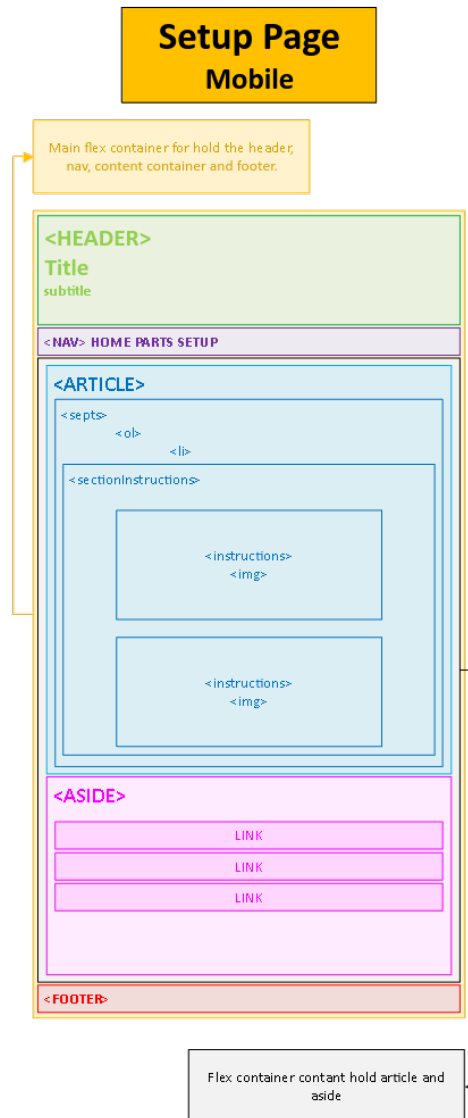 Setup Page
Mobile
Main flex container for hold the header,
nav, content container and footer.
<HEADER>
Title
subtitle
<NAV> HOME PARTS SETUP
<ARTICLE>
<septs>
<ol>
<li>
<sectionInstructions>
<instructions>
<img>
<instructions>
<img>
<ASIDE>
LINK
LINK
LINK
<FOOTER>
Flex container contant hold article and
aside